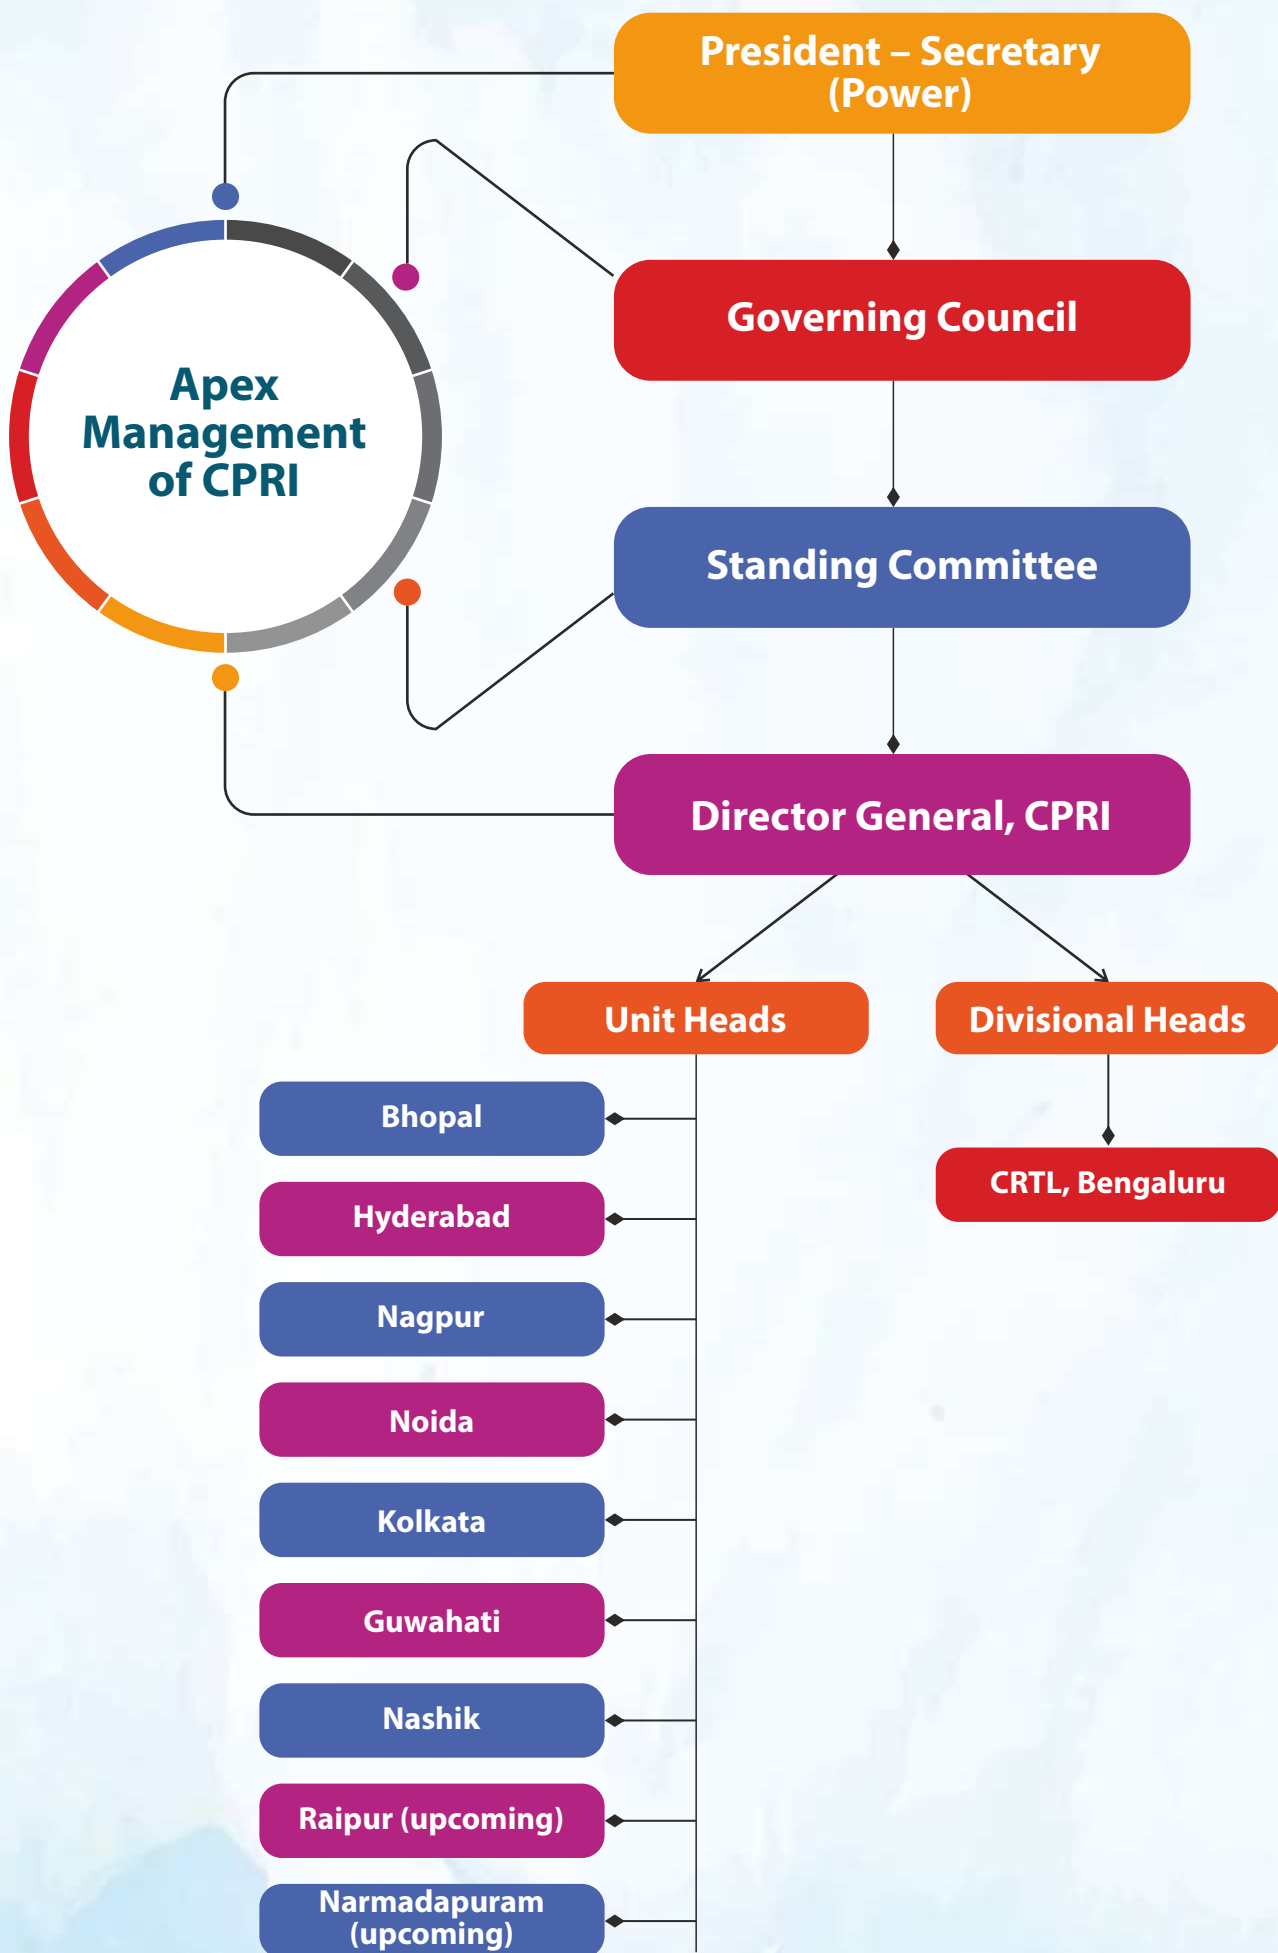 President – Secretary
(Power)
Governing Council
Apex
Management
of CPRI
Standing Committee
Director General, CPRI
Unit Heads
Divisional Heads
Bhopal
CRTL, Bengaluru
Hyderabad
Nagpur
Noida
Kolkata
Guwahati
Nashik
Raipur (upcoming)
Narmadapuram
(upcoming)